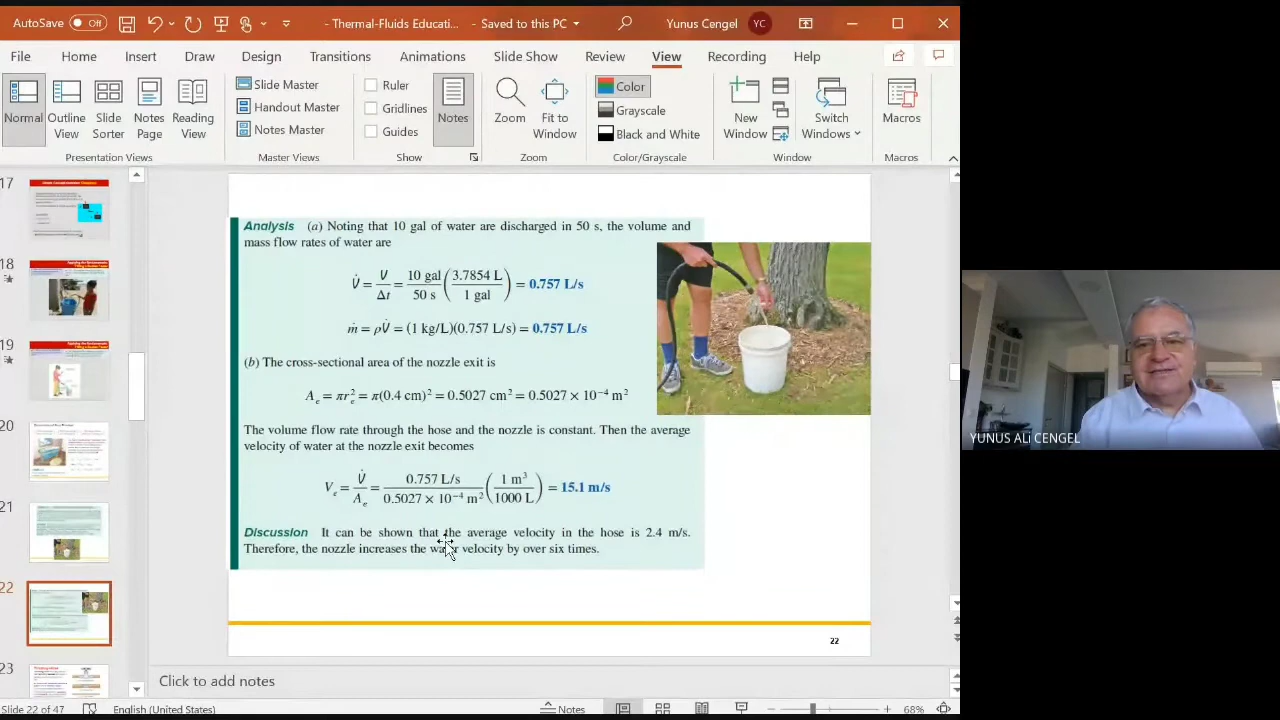 AutoSave Off - Thermal-Fluids Educati... - Saved to this PC Yunus Cengel YC
File Home Insert Draw Design Transitions Animations Slide Show Review View Recording Help
Normal
Outline View
Slide Sorter
Notes Page
Reading View
Presentation Views
Slide Master
Handout Master
Notes Master
Master Views
Ruler
Gridlines
Guides
Show
Notes
Zoom
Fit to Window
Zoom
Color
Grayscale
Black and White
Color/Grayscale
New Window
Switch Windows
Window
Macros
Macros
17
18
19
20
21
22
23
Analysis (a) Noting that 10 gal of water are discharged in 50 s, the volume and
mass flow rates of water are
V̇ = V/Δt = 10 gal/50 s (3.7854 L/1 gal) = 0.757 L/s
ṁ = ρV̇ = (1 kg/L)(0.757 L/s) = 0.757 L/s
(b) The cross-sectional area of the nozzle exit is
Aₑ = πrₑ² = π(0.4 cm)² = 0.5027 cm² = 0.5027 × 10⁻⁴ m²
The volume flow rate through the hose and the nozzle is constant. Then the average
velocity of water at the nozzle exit becomes
Vₑ = V̇/Aₑ = 0.757 L/s/0.5027 × 10⁻⁴ m² (1 m³/1000 L) = 15.1 m/s
Discussion It can be shown that the average velocity in the hose is 2.4 m/s.
Therefore, the nozzle increases the water velocity by over six times.
22
Click to add notes
Slide 22 of 47 English (United States) Notes 68%
YUNUS ALi CENGEL